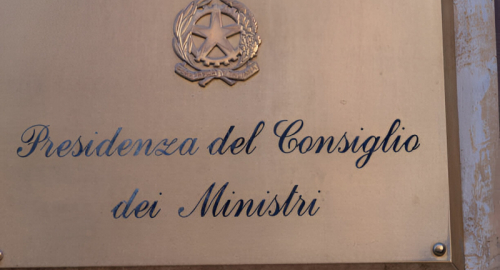 Presidenza del Consiglio
dei Ministri